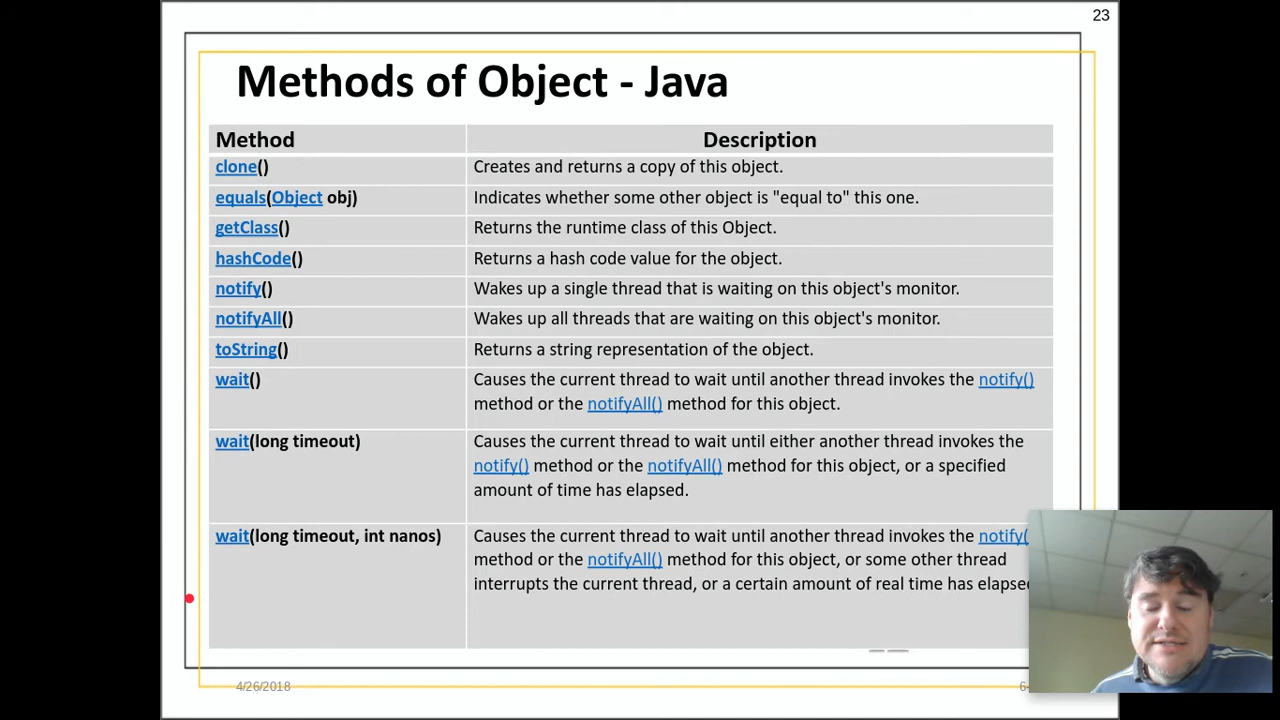 23
Methods of Object - Java
Method Description
clone() Creates and returns a copy of this object.
equals(Object obj) Indicates whether some other object is "equal to" this one.
getClass() Returns the runtime class of this Object.
hashCode() Returns a hash code value for the object.
notify() Wakes up a single thread that is waiting on this object's monitor.
notifyAll() Wakes up all threads that are waiting on this object's monitor.
toString() Returns a string representation of the object.
wait() Causes the current thread to wait until another thread invokes the notify()
method or the notifyAll() method for this object.
wait(long timeout) Causes the current thread to wait until either another thread invokes the
notify() method or the notifyAll() method for this object, or a specified
amount of time has elapsed.
wait(long timeout, int nanos) Causes the current thread to wait until another thread invokes the notify(
method or the notifyAll() method for this object, or some other thread
interrupts the current thread, or a certain amount of real time has
4/26/2018 6-